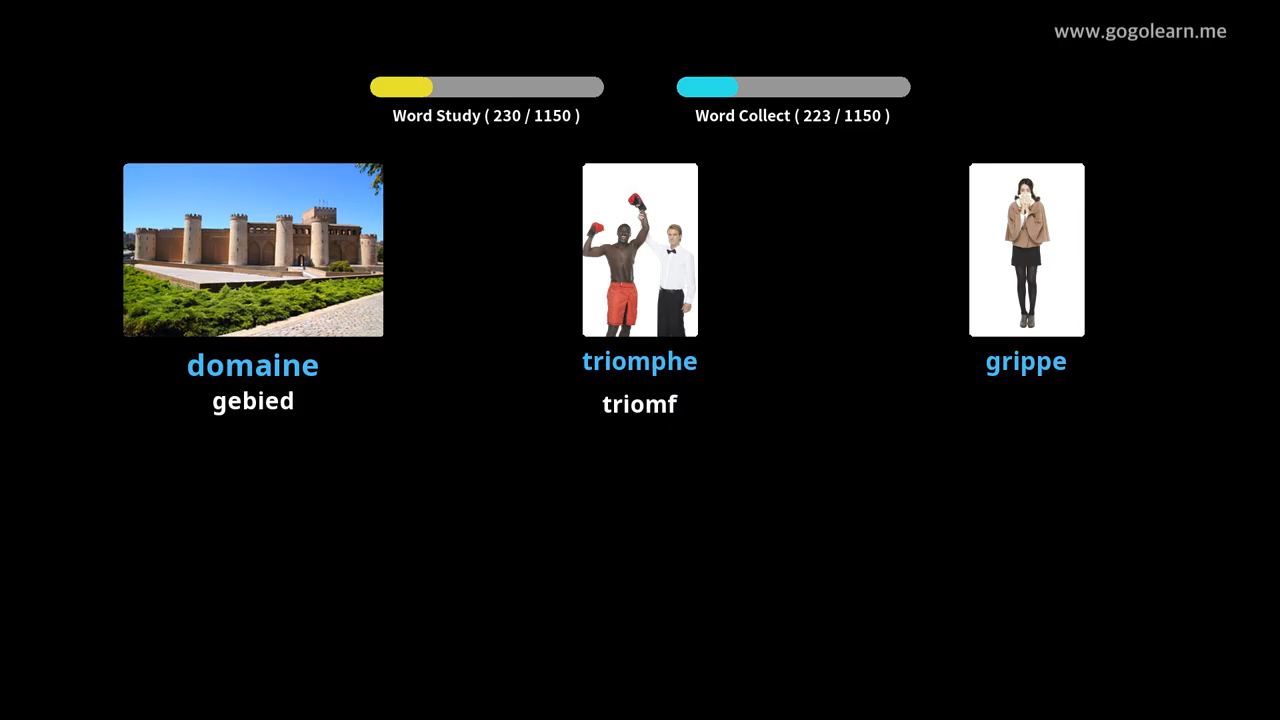 www.gogolearn.me
Word Study ( 230 / 1150 )
Word Collect ( 223 / 1150 )
domaine
gebied
triomphe
triomf
grippe